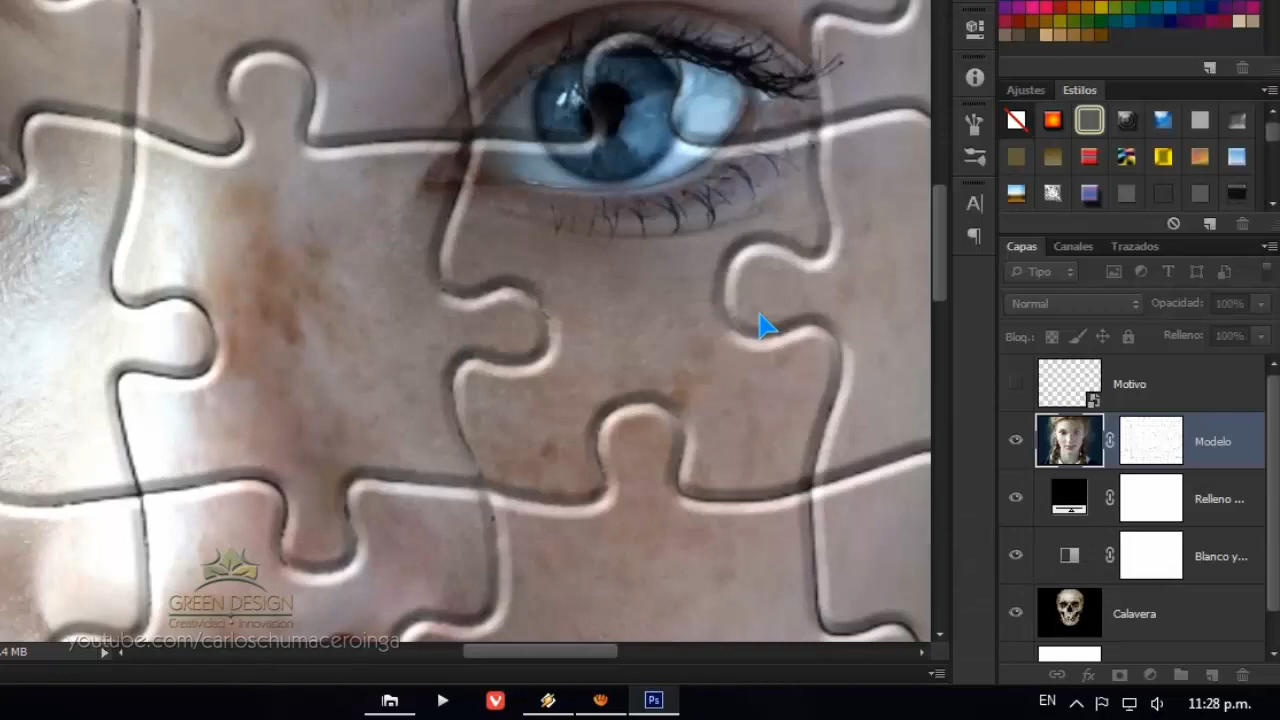 Ajustes Estilos
Capas Canales Trazados
Tipo
Normal Opacidad: 100%
Bloq.: Relleno: 100%
Motivo
Modelo
Relleno ...
Blanco y...
Calavera
GREEN DESIGN
Creatividad + Innovación
youtube.com/carloschumaceroinga
.4 MB
Ps
EN 11:28 p.m.